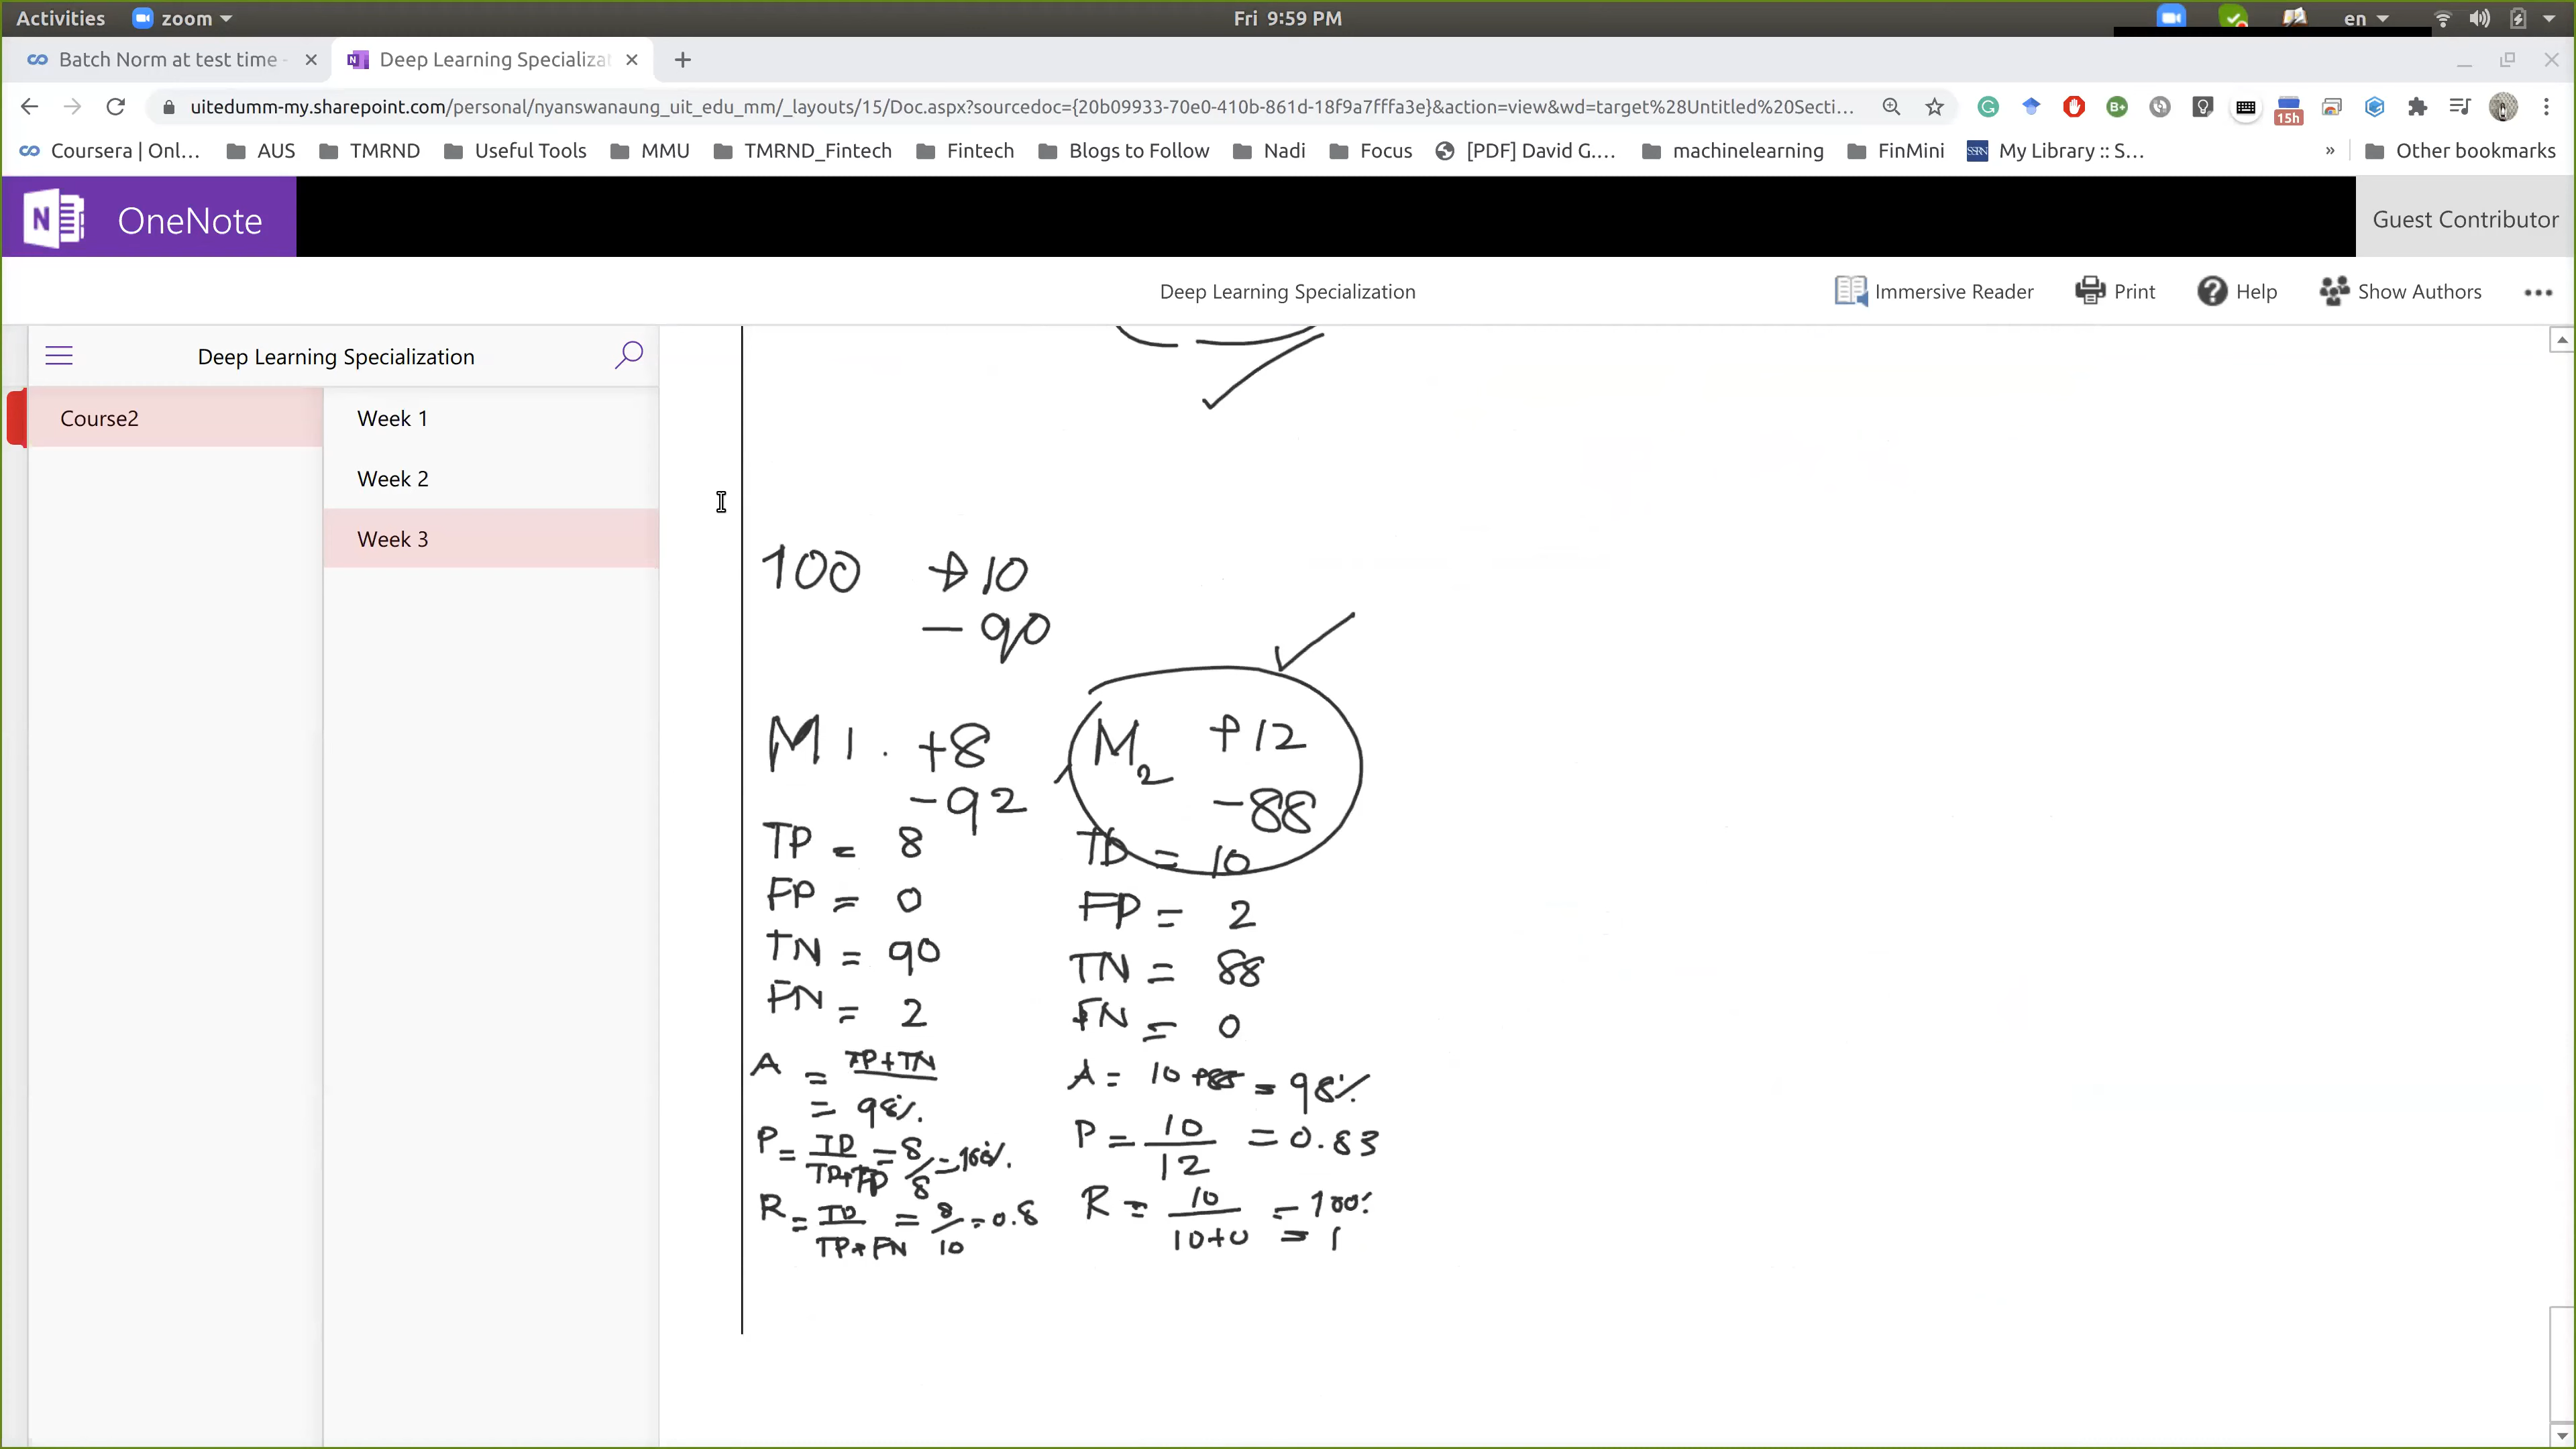 Activities zoom Fri 9:59 PM en
Batch Norm at test time - Deep Learning Specializat
uitedumm-my.sharepoint.com/personal/nyanswanaung_uit_edu_mm/_layouts/15/Doc.aspx?sourcedoc={20b09933-70e0-410b-861d-18f9a7fffa3e}&action=view&wd=target%28Untitled%20Secti... 15h
Coursera | Onl... AUS TMRND Useful Tools MMU TMRND_Fintech Fintech Blogs to Follow Nadi Focus [PDF] David G.... machinelearning FinMini SSRN My Library :: S... » Other bookmarks
N OneNote Guest Contributor
Deep Learning Specialization Immersive Reader Print Help Show Authors
Deep Learning Specialization
Course2
Week 1
Week 2
Week 3
100 + 10
- 90
M1 . +8
-92
TP = 8
FP = 0
TN = 90
FN = 2
A = TP+TN
= 98%.
P = TP / TP+FP = 8/8 = 100%.
R = TP / TP+FN = 8/10 = 0.8
M2 +12
-88
TP = 10
FP = 2
TN = 88
FN = 0
A = 10+88 = 98%
P = 10/12 = 0.83
R = 10/10+0 = 100%
= 1